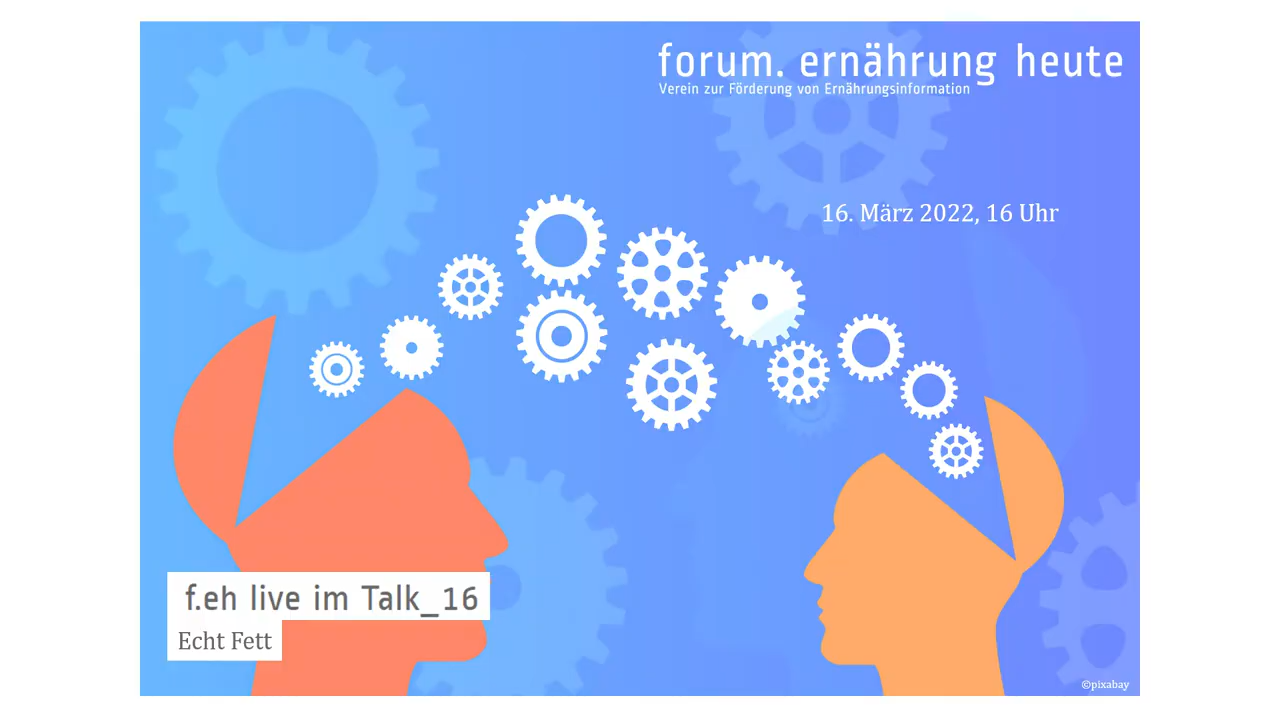 forum. ernährung heute
Verein zur Förderung von Ernährungsinformation
16. März 2022, 16 Uhr
f.eh live im Talk_16
Echt Fett
©pixabay